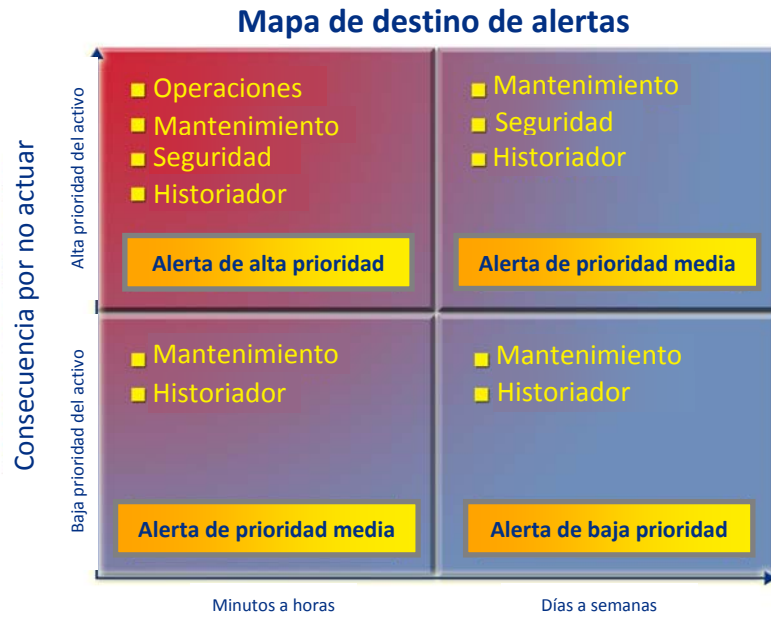 Mapa de destino de alertas
Consecuencia por no actuar
Alta prioridad del activo
Operaciones
Mantenimiento
Seguridad
Historiador
Alerta de alta prioridad
Mantenimiento
Seguridad
Historiador
Alerta de prioridad media
Baja prioridad del activo
Mantenimiento
Historiador
Alerta de prioridad media
Mantenimiento
Historiador
Alerta de baja prioridad
Minutos a horas
Días a semanas